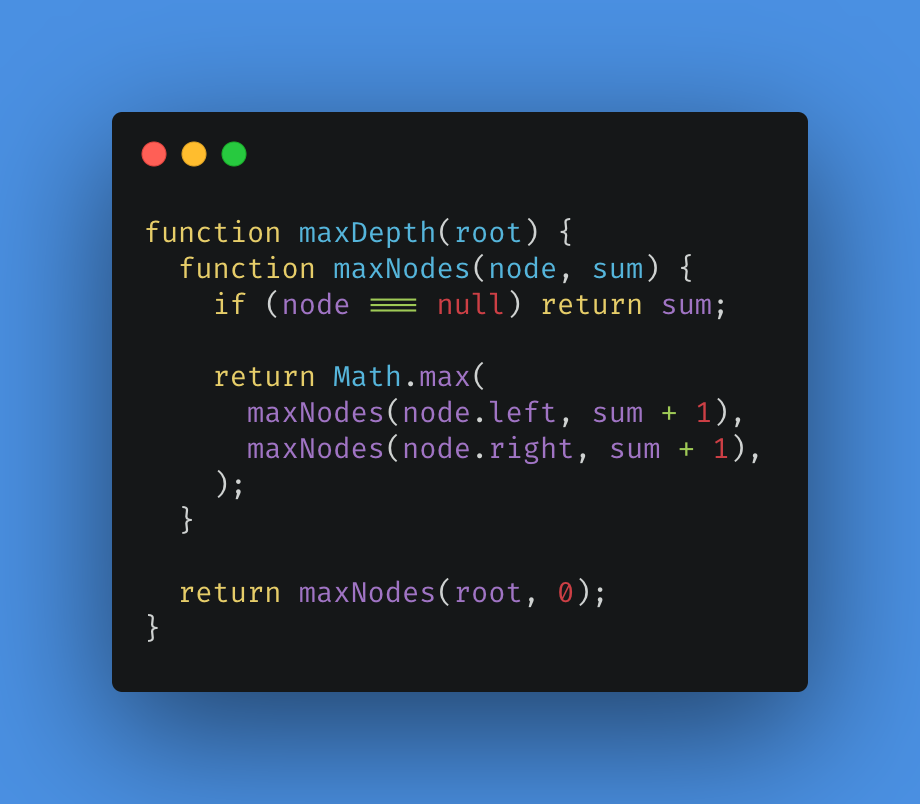 function maxDepth(root) {
  function maxNodes(node, sum) {
    if (node === null) return sum;

    return Math.max(
      maxNodes(node.left, sum + 1),
      maxNodes(node.right, sum + 1),
    );
  }

  return maxNodes(root, 0);
}